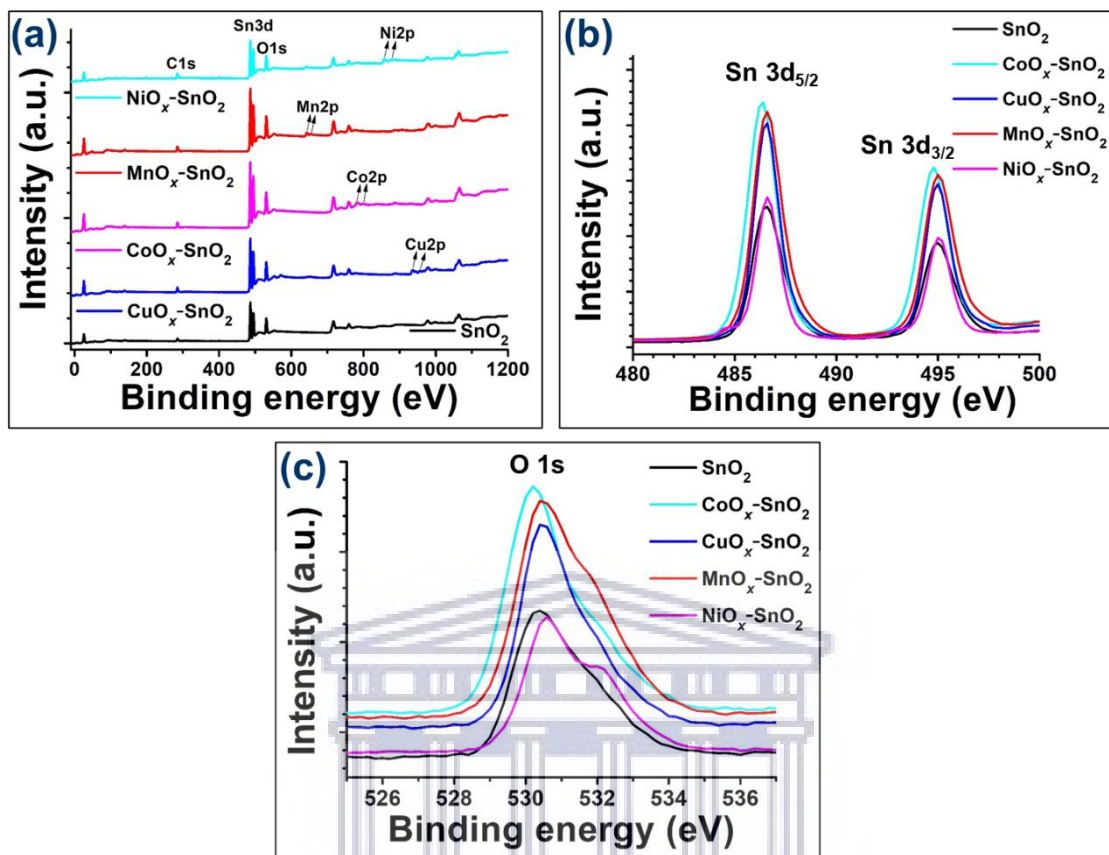 (a)
Sn3d
O1s
C1s
Ni2p
NiOₓ-SnO₂
Mn2p
MnOₓ-SnO₂
Co2p
CoOₓ-SnO₂
Cu2p
CuOₓ-SnO₂
SnO₂
Intensity (a.u.)
0 200 400 600 800 1000 1200
Binding energy (eV)
(b)
Sn 3d₅/₂
Sn 3d₃/₂
SnO₂
CoOₓ-SnO₂
CuOₓ-SnO₂
MnOₓ-SnO₂
NiOₓ-SnO₂
Intensity (a.u.)
480 485 490 495 500
Binding energy (eV)
(c)
O 1s
SnO₂
CoOₓ-SnO₂
CuOₓ-SnO₂
MnOₓ-SnO₂
NiOₓ-SnO₂
Intensity (a.u.)
526 528 530 532 534 536
Binding energy (eV)